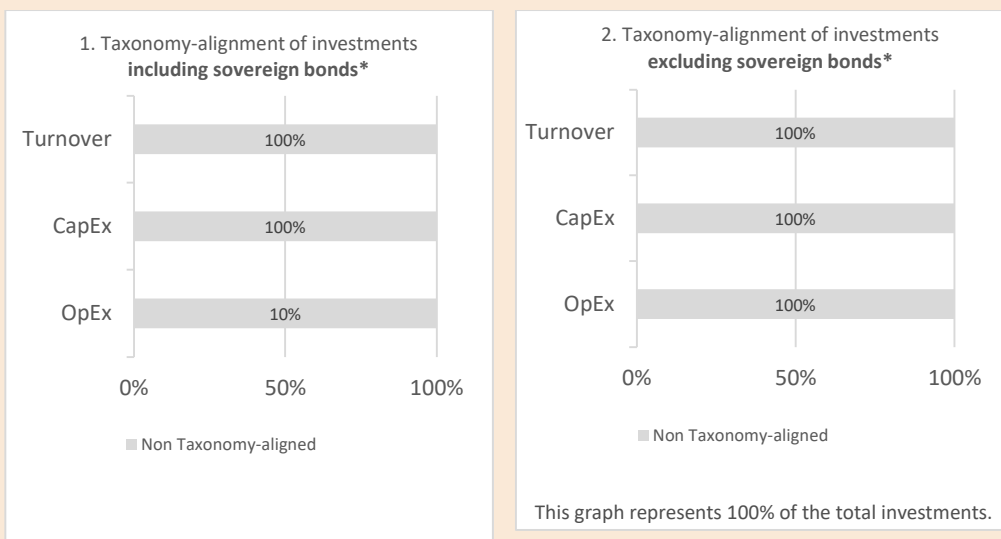 1. Taxonomy-alignment of investments
including sovereign bonds*
Turnover
100%
CapEx
100%
OpEx
10%
0% 50% 100%
Non Taxonomy-aligned
2. Taxonomy-alignment of investments
excluding sovereign bonds*
Turnover
100%
CapEx
100%
OpEx
100%
0% 50% 100%
Non Taxonomy-aligned
This graph represents 100% of the total investments.